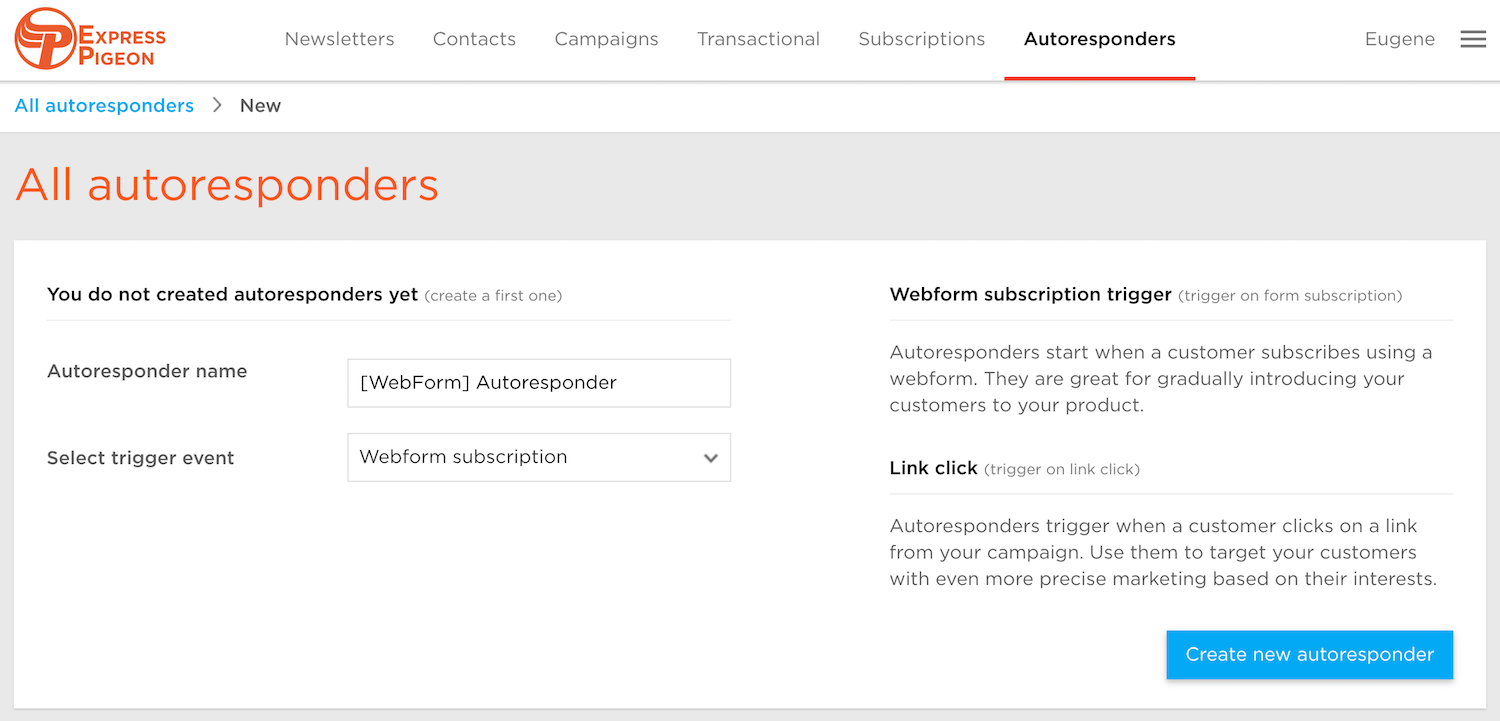 EXPRESS
PIGEON
Newsletters Contacts Campaigns Transactional Subscriptions Autoresponders Eugene
All autoresponders > New
All autoresponders
You do not created autoresponders yet (create a first one)
Autoresponder name
[WebForm] Autoresponder
Select trigger event
Webform subscription
Webform subscription trigger (trigger on form subscription)
Autoresponders start when a customer subscribes using a
webform. They are great for gradually introducing your
customers to your product.
Link click (trigger on link click)
Autoresponders trigger when a customer clicks on a link
from your campaign. Use them to target your customers
with even more precise marketing based on their interests.
Create new autoresponder